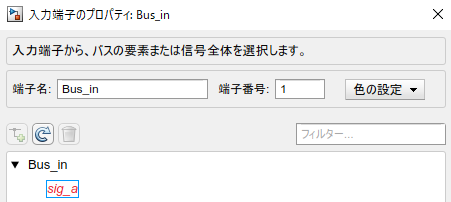 入力端子のプロパティ: Bus_in
入力端子から、バスの要素または信号全体を選択します。
端子名: Bus_in 端子番号: 1 色の設定
フィルター...
Bus_in
sig_a